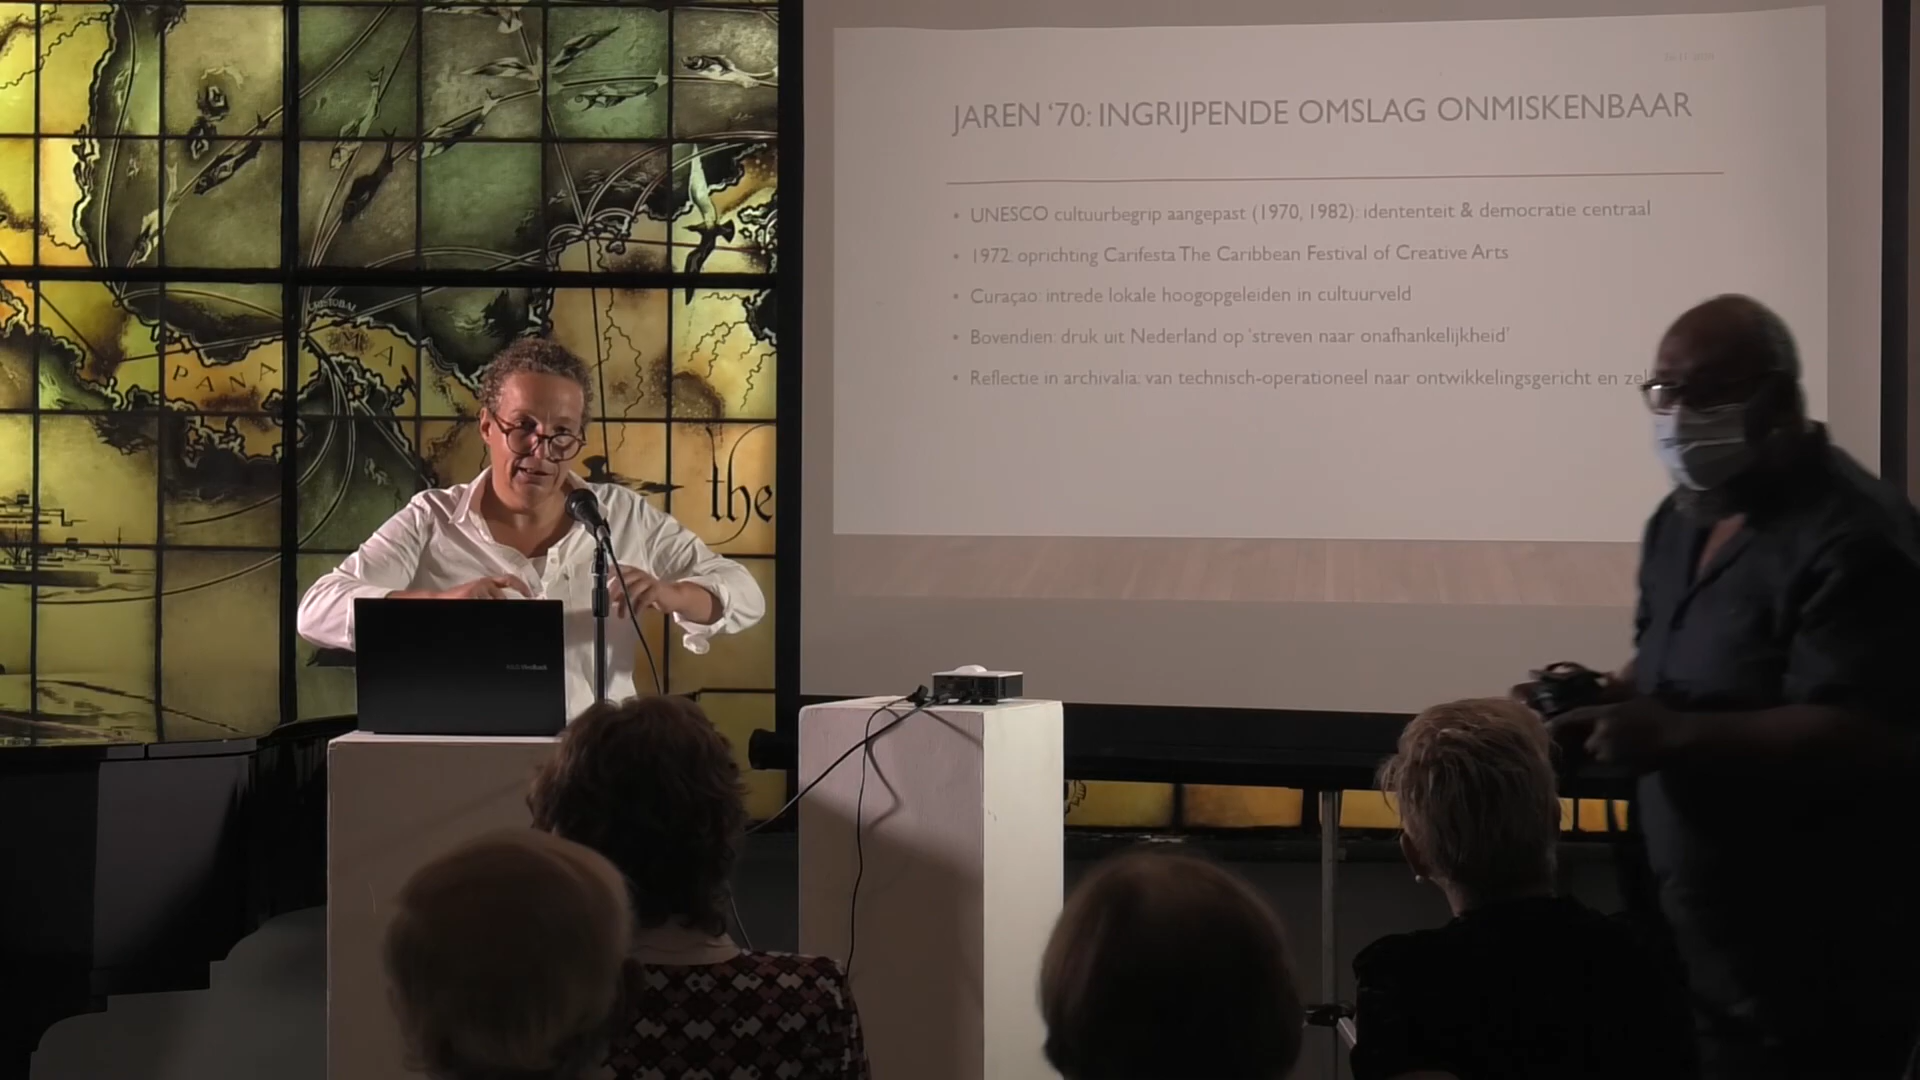 JAREN ‘70: INGRIJPENDE OMSLAG ONMISKENBAAR
• UNESCO cultuurbegrip aangepast (1970, 1982): idententeit & democratie centraal
• 1972: oprichting Carifesta The Caribbean Festival of Creative Arts
• Curaçao: intrede lokale hoogopgeleiden in cultuurveld
• Bovendien: druk uit Nederland op ‘streven naar onafhankelijkheid’
• Reflectie in archivalia: van technisch-operationeel naar ontwikkelingsgericht en
CRISTOBAL
PANAMA
the